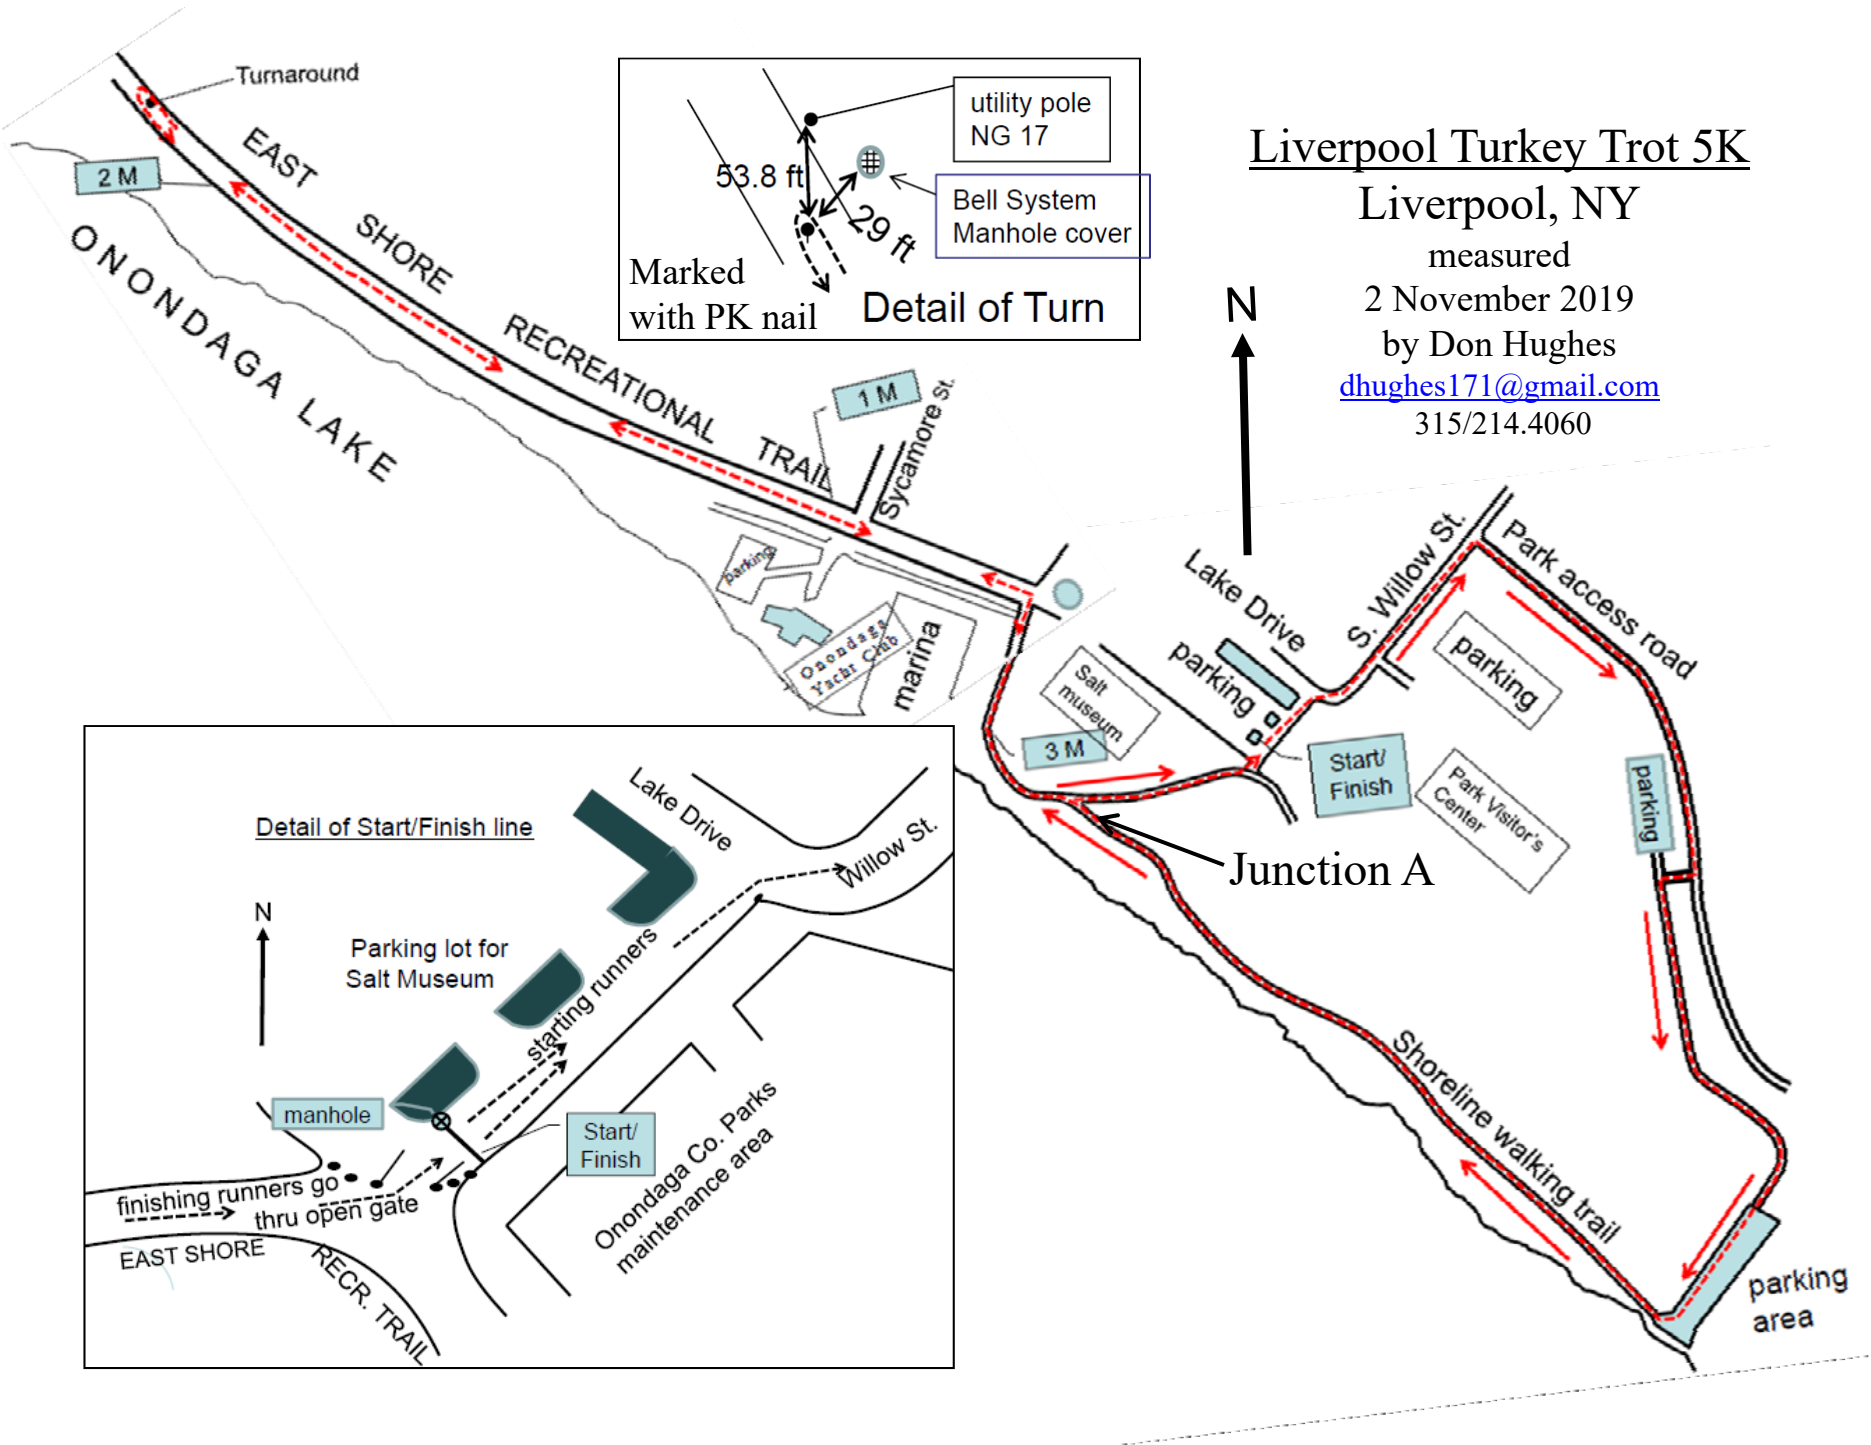 Liverpool Turkey Trot 5K
Liverpool, NY
measured
2 November 2019
by Don Hughes
dhughes171@gmail.com
315/214.4060
N
Turnaround
2 M
EAST
SHORE
RECREATIONAL
TRAIL
ONONDAGA LAKE
utility pole
NG 17
53.8 ft
29 ft
Bell System
Manhole cover
Marked
with PK nail
Detail of Turn
1 M
Sycamore st.
parking
Onondaga
Yacht Club
marina
Salt
museum
3 M
Lake Drive
parking
S. Willow St.
Park access road
parking
Start/
Finish
Park Visitor's
Center
parking
Junction A
Shoreline walking trail
parking
area
Detail of Start/Finish line
N
Lake Drive
Willow St.
Parking lot for
Salt Museum
starting runners
manhole
Start/
Finish
finishing runners go
thru open gate
EAST SHORE
RECR. TRAIL
Onondaga Co. Parks
maintenance area